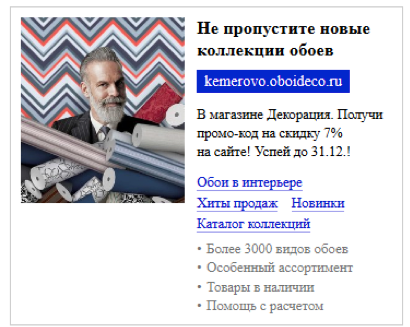 Не пропустите новые
коллекции обоев
kemerovo.oboideco.ru
В магазине Декорация. Получи
промо-код на скидку 7%
на сайте! Успей до 31.12.!
Обои в интерьере
Хиты продаж Новинки
Каталог коллекций
• Более 3000 видов обоев
• Особенный ассортимент
• Товары в наличии
• Помощь с расчетом